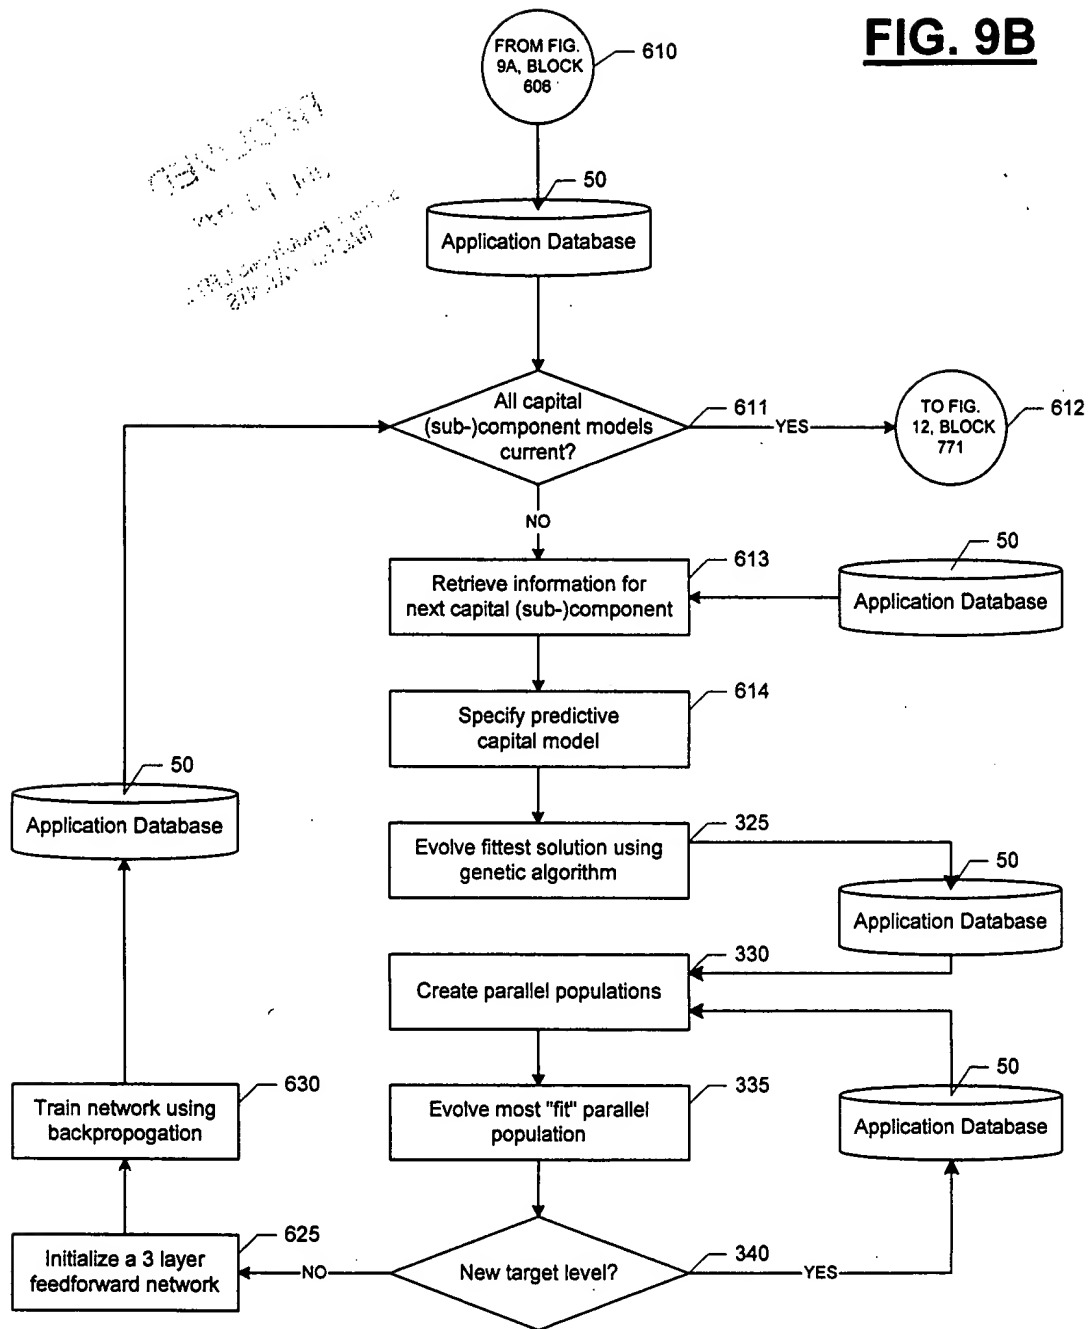 FIG. 9B
FROM FIG.
9A, BLOCK
606
610
50
Application Database
All capital
(sub-)component models
current?
611
YES
TO FIG.
12, BLOCK
771
612
NO
Retrieve information for
next capital (sub-)component
613
50
Application Database
Specify predictive
capital model
614
50
Application Database
Evolve fittest solution using
genetic algorithm
325
50
Application Database
Create parallel populations
330
Train network using
backpropogation
630
Evolve most "fit" parallel
population
335
50
Application Database
Initialize a 3 layer
feedforward network
625
NO
New target level?
340
YES